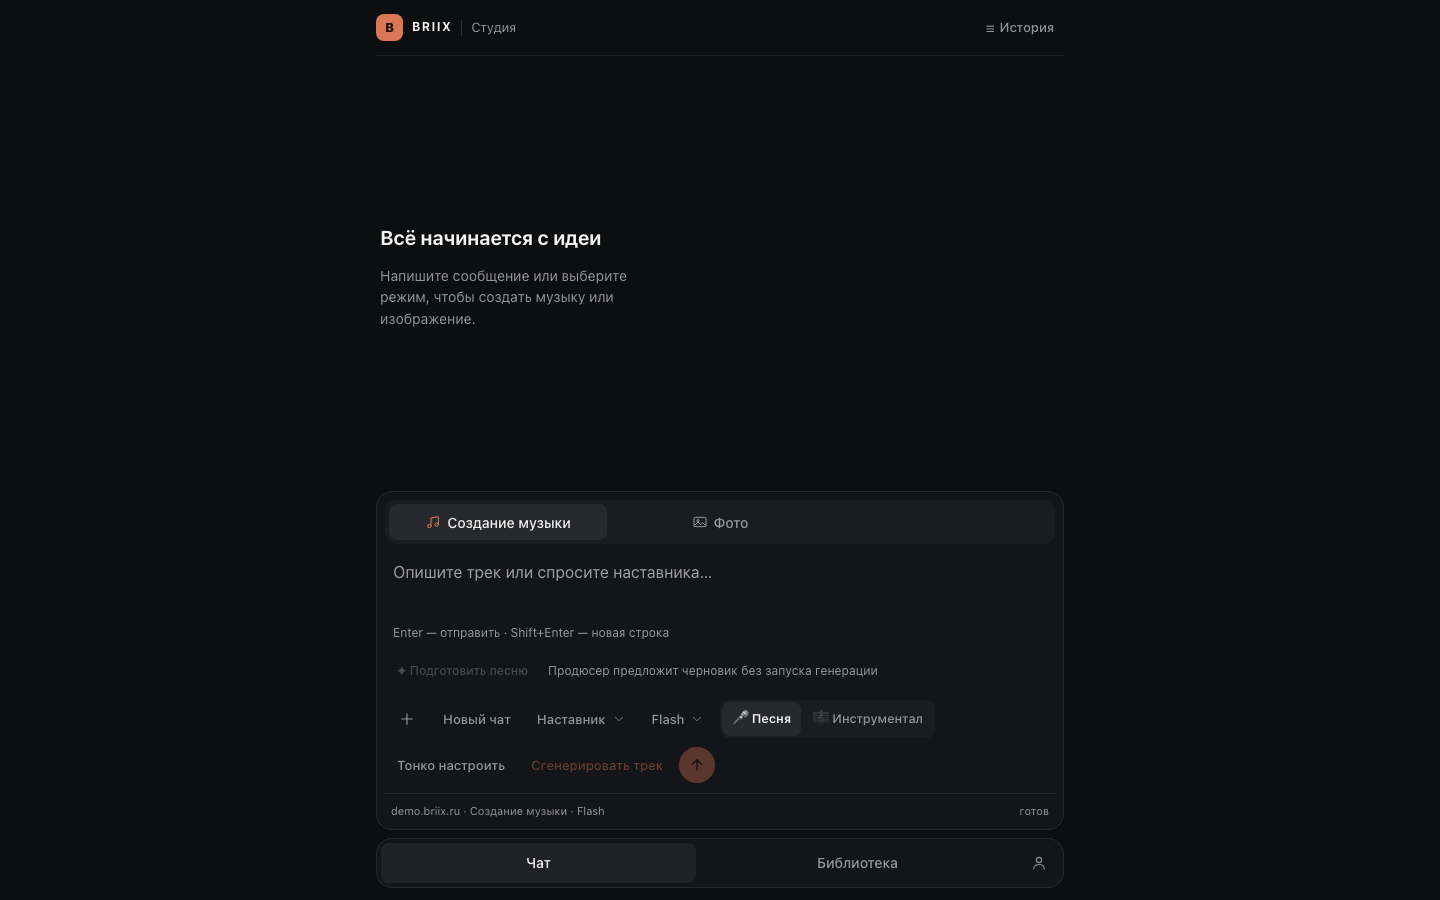 B BRIIX Студия ≡ История
Всё начинается с идеи
Напишите сообщение или выберите
режим, чтобы создать музыку или
изображение.
Создание музыки Фото
Опишите трек или спросите наставника...
Enter — отправить · Shift+Enter — новая строка
✦ Подготовить песню Продюсер предложит черновик без запуска генерации
+ Новый чат Наставник Flash 🎤 Песня 🎼 Инструментал
Тонко настроить Сгенерировать трек ↑
demo.briix.ru · Создание музыки · Flash готов
Чат Библиотека